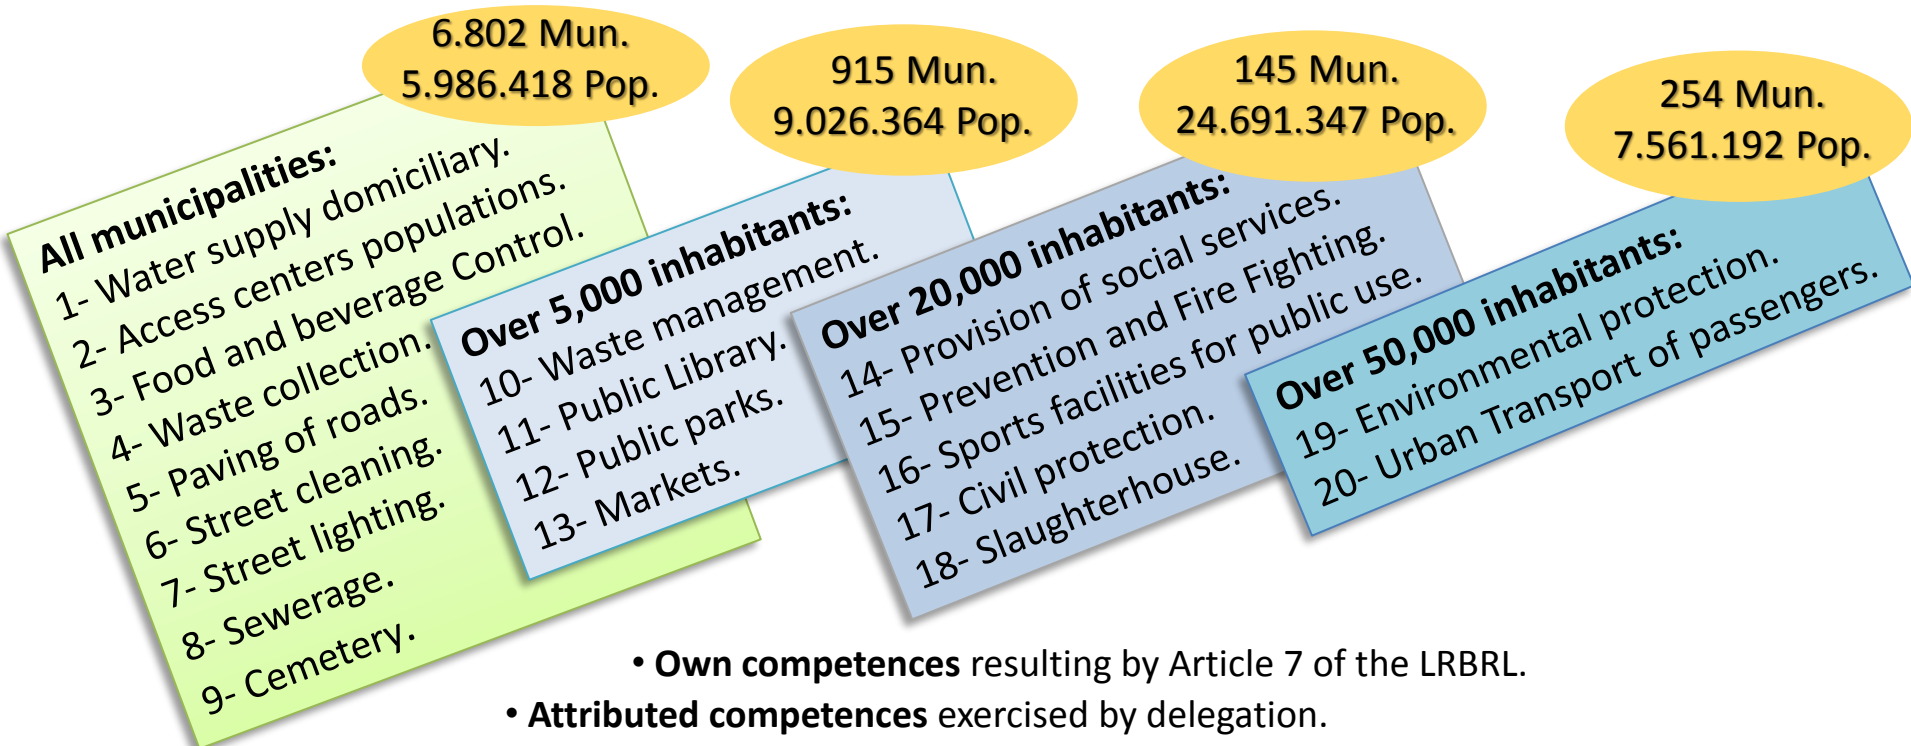 6.802 Mun.
5.986.418 Pop.
All municipalities:
1- Water supply domiciliary.
2- Access centers populations.
3- Food and beverage Control.
4- Waste collection.
5- Paving of roads.
6- Street cleaning.
7- Street lighting.
8- Sewerage.
9- Cemetery.
915 Mun.
9.026.364 Pop.
Over 5,000 inhabitants:
10- Waste management.
11- Public Library.
12- Public parks.
13- Markets.
145 Mun.
24.691.347 Pop.
Over 20,000 inhabitants:
14- Provision of social services.
15- Prevention and Fire Fighting.
16- Sports facilities for public use.
17- Civil protection.
18- Slaughterhouse.
254 Mun.
7.561.192 Pop.
Over 50,000 inhabitants:
19- Environmental protection.
20- Urban Transport of passengers.
• Own competences resulting by Article 7 of the LRBRL.
• Attributed competences exercised by delegation.